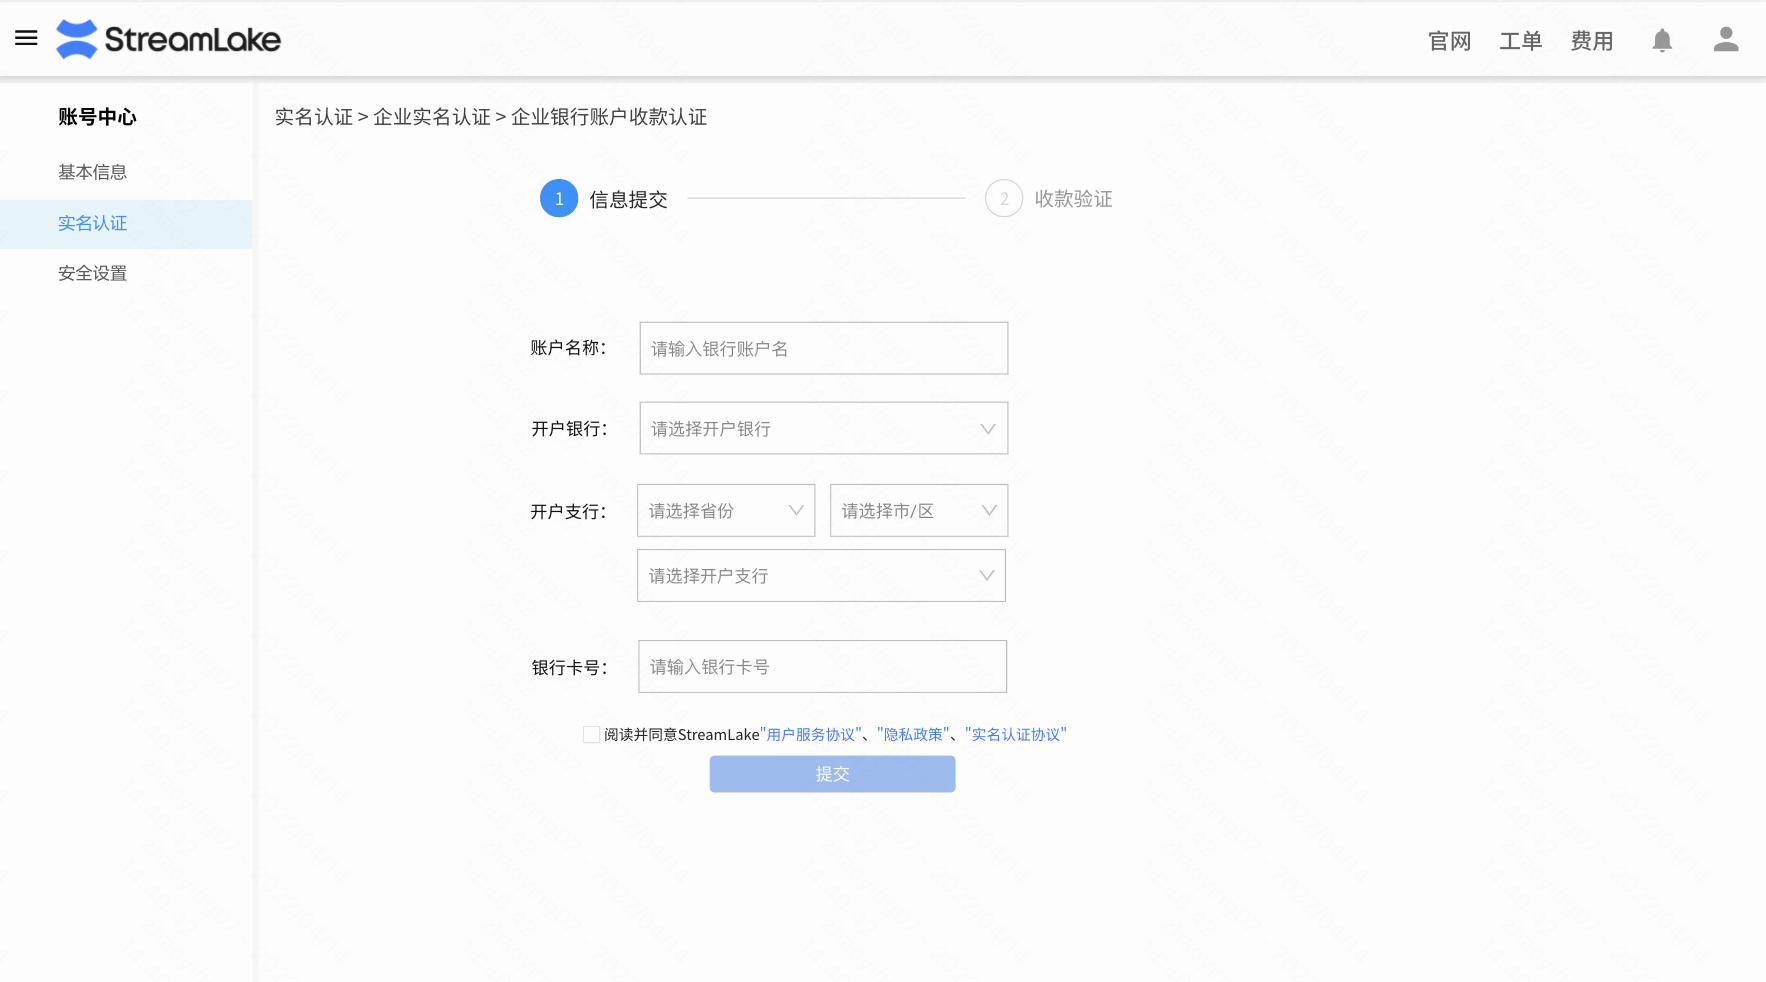 StreamLake
官网 工单 费用
账号中心
基本信息
实名认证
安全设置
实名认证 > 企业实名认证 > 企业银行账户收款认证
1 信息提交 2 收款验证
账户名称： 请输入银行账户名
开户银行： 请选择开户银行
开户支行： 请选择省份 请选择市/区
请选择开户支行
银行卡号： 请输入银行卡号
阅读并同意StreamLake"用户服务协议"、"隐私政策"、"实名认证协议"
提交